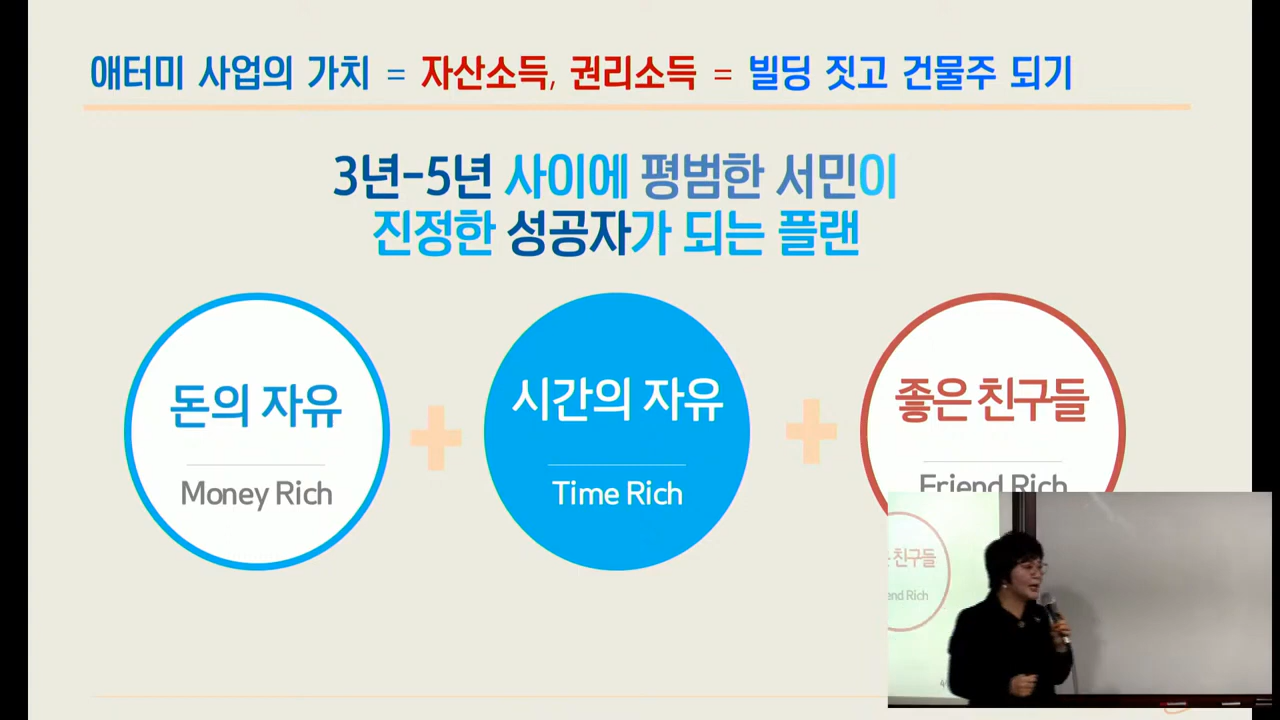 애터미 사업의 가치 = 자산소득, 권리소득 = 빌딩 짓고 건물주 되기
3년-5년 사이에 평범한 서민이
진정한 성공자가 되는 플랜
돈의 자유
Money Rich
시간의 자유
Time Rich
좋은 친구들
Friend Rich
친구들
end Rich